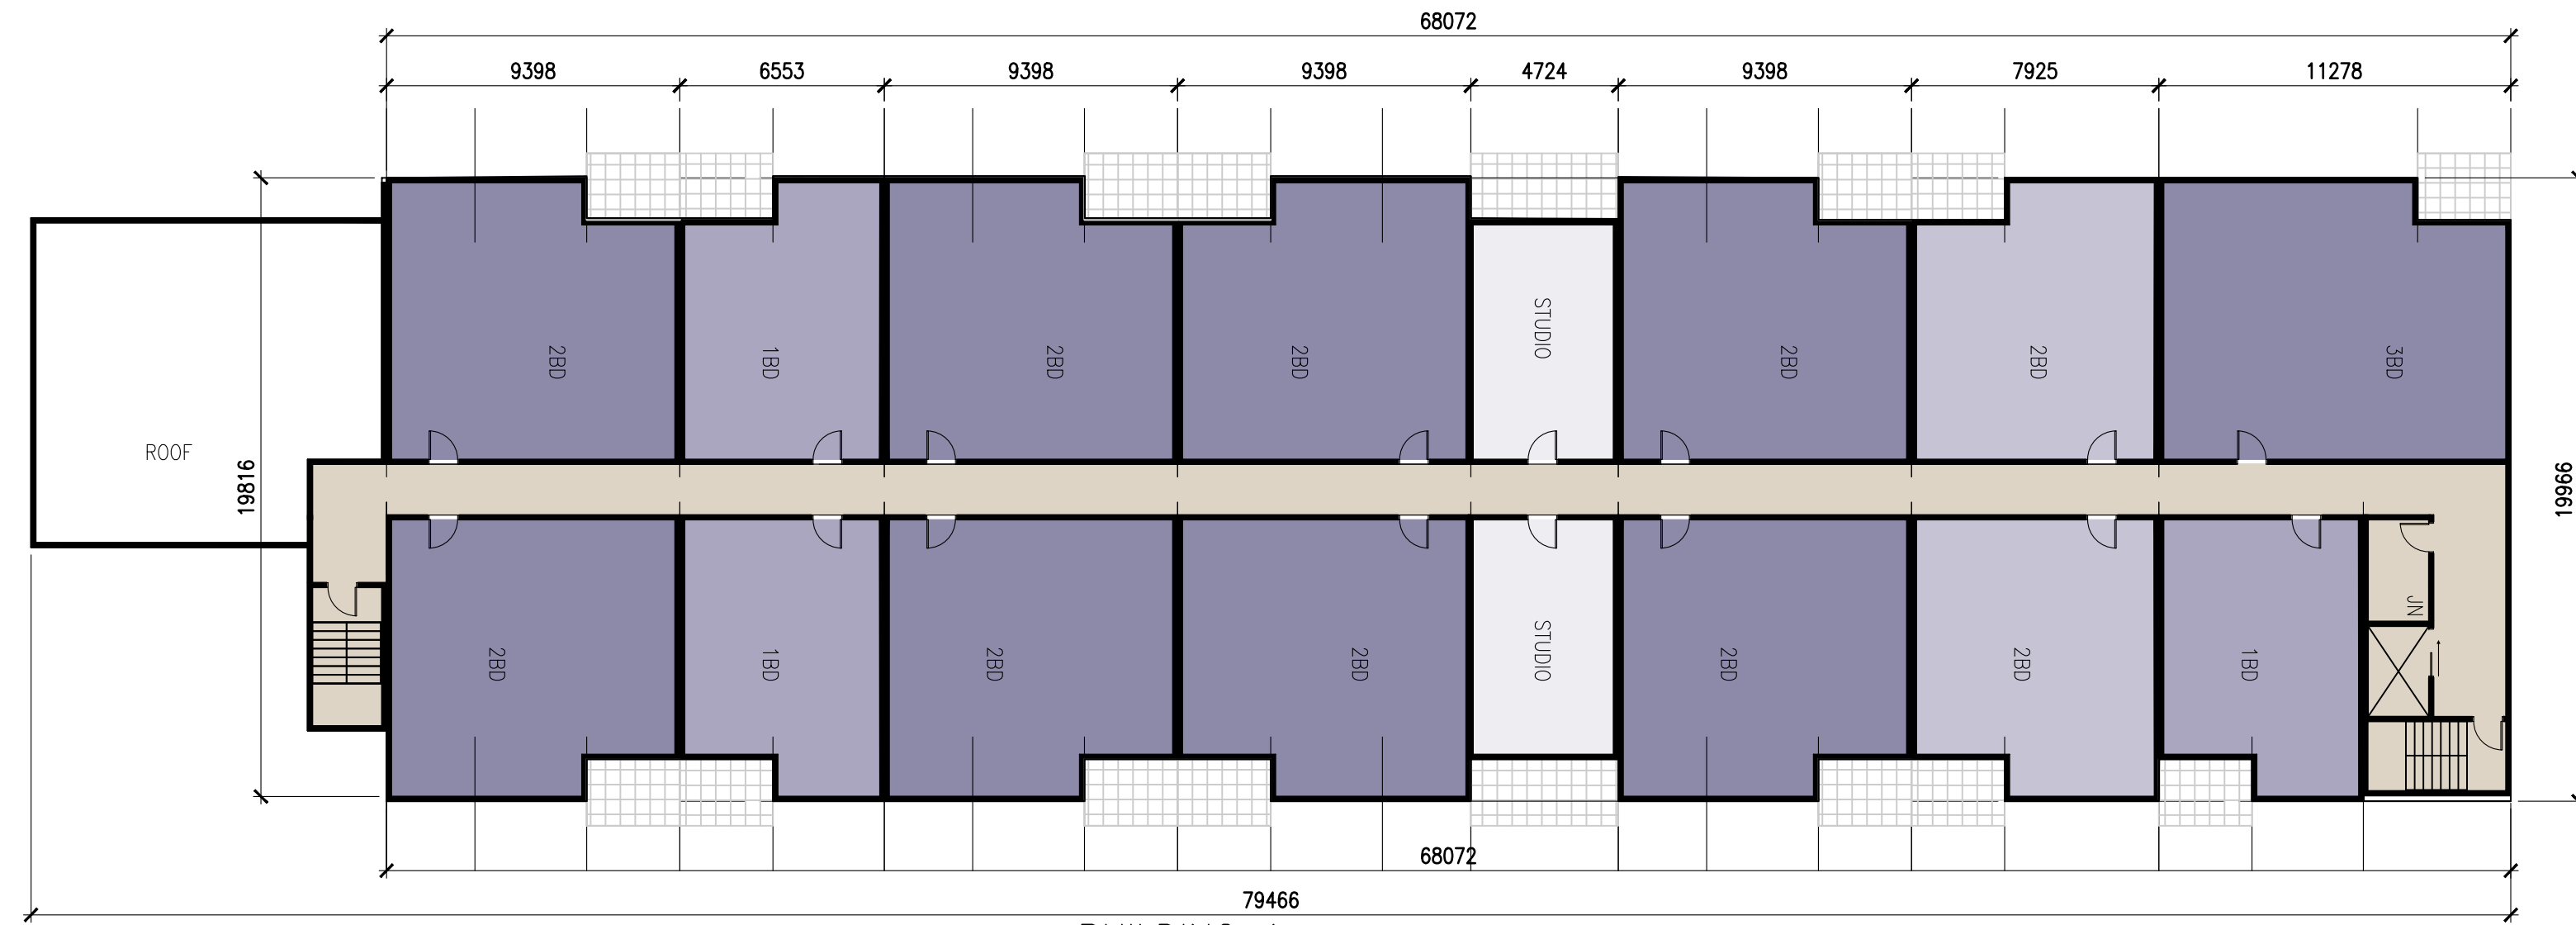 68072
9398 6553 9398 9398 4724 9398 7925 11278
2BD 1BD 2BD 2BD STUDIO 2BD 2BD 3BD
ROOF
19816
19966
2BD 1BD 2BD 2BD STUDIO 2BD 2BD 1BD JN
68072
79466